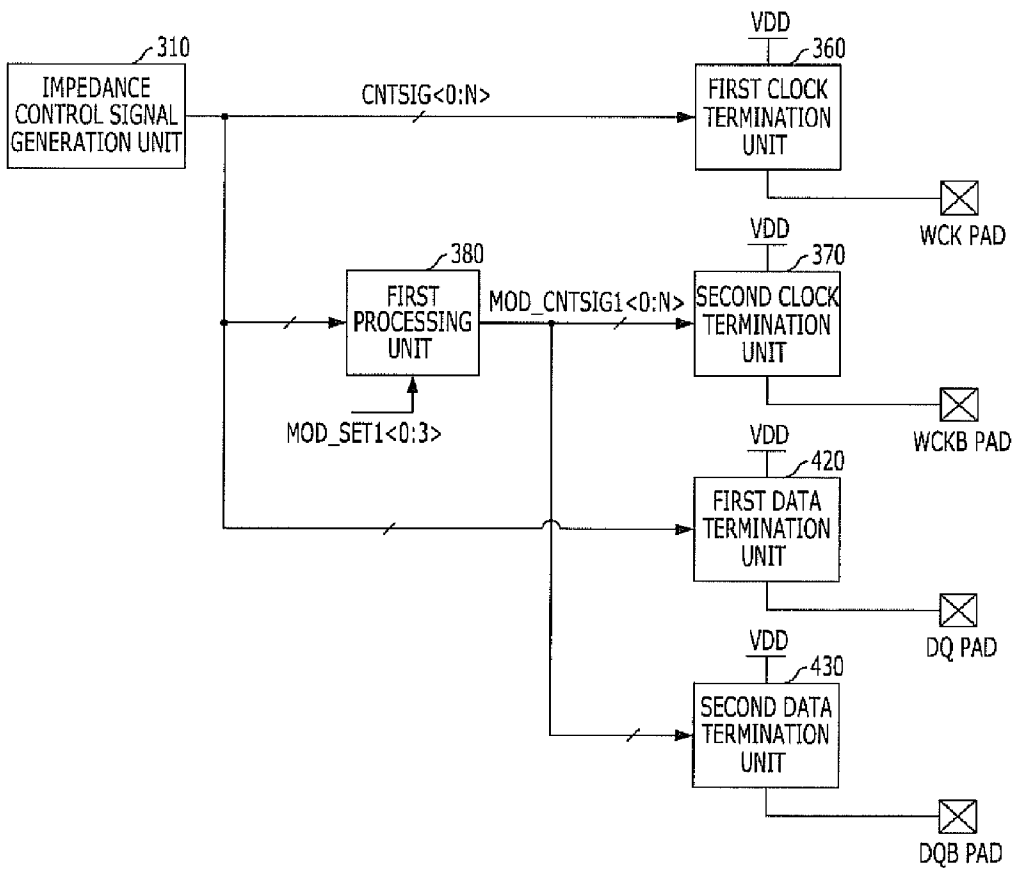 310
IMPEDANCE
CONTROL SIGNAL
GENERATION UNIT
CNTSIG<0:N>
VDD
360
FIRST CLOCK
TERMINATION
UNIT
WCK PAD
380
FIRST
PROCESSING
UNIT
MOD_SET1<0:3>
MOD_CNTSIG1<0:N>
VDD
370
SECOND CLOCK
TERMINATION
UNIT
WCKB PAD
VDD
420
FIRST DATA
TERMINATION
UNIT
DQ PAD
VDD
430
SECOND DATA
TERMINATION
UNIT
DQB PAD